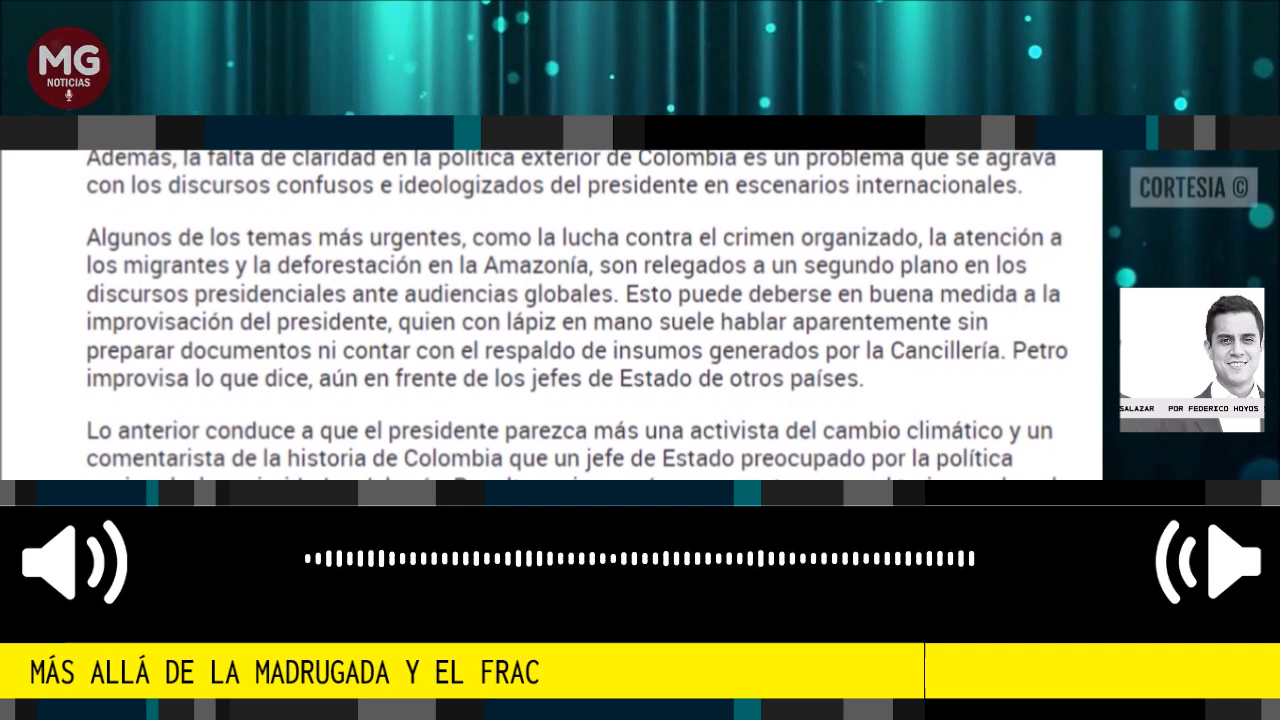 MG
NOTICIAS
Además, la falta de claridad en la política exterior de Colombia es un problema que se agrava
con los discursos confusos e ideologizados del presidente en escenarios internacionales.
CORTESIA ©
Algunos de los temas más urgentes, como la lucha contra el crimen organizado, la atención a
los migrantes y la deforestación en la Amazonía, son relegados a un segundo plano en los
discursos presidenciales ante audiencias globales. Esto puede deberse en buena medida a la
improvisación del presidente, quien con lápiz en mano suele hablar aparentemente sin
preparar documentos ni contar con el respaldo de insumos generados por la Cancillería. Petro
improvisa lo que dice, aún en frente de los jefes de Estado de otros países.
SALAZAR POR FEDERICO HOYOS
Lo anterior conduce a que el presidente parezca más una activista del cambio climático y un
comentarista de la historia de Colombia que un jefe de Estado preocupado por la política
MÁS ALLÁ DE LA MADRUGADA Y EL FRAC